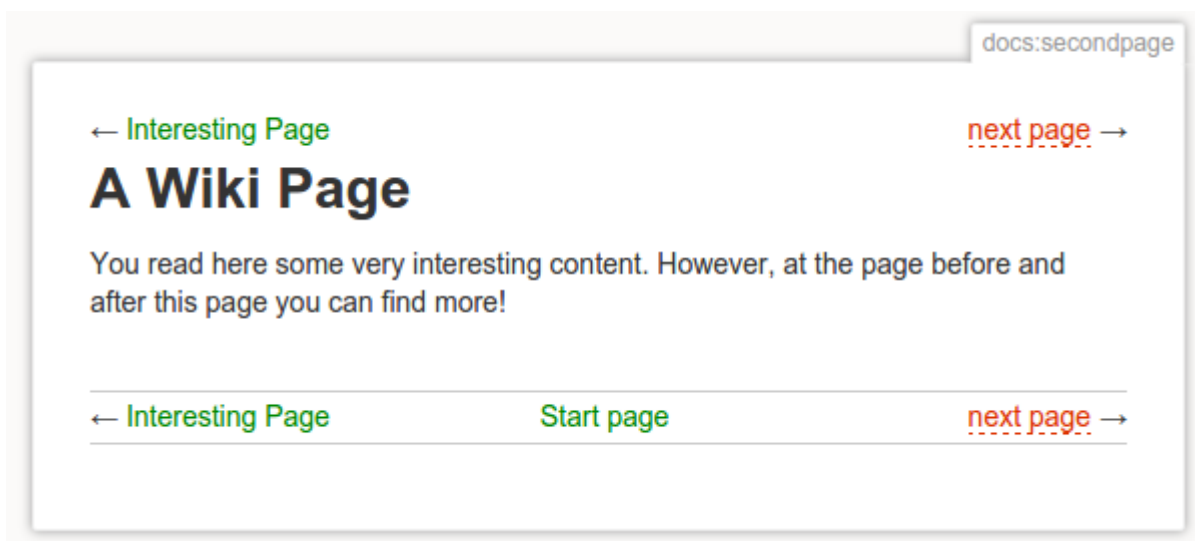 docs:secondpage
← Interesting Page next page →
A Wiki Page
You read here some very interesting content. However, at the page before and
after this page you can find more!
← Interesting Page Start page next page →